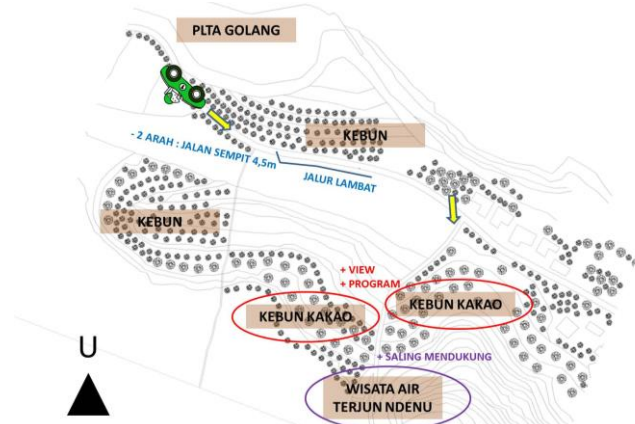 PLTA GOLANG
KEBUN
- 2 ARAH : JALAN SEMPIT 4,5m
JALUR LAMBAT
KEBUN
+ VIEW
+ PROGRAM
KEBUN KAKAO
KEBUN KAKAO
+ SALING MENDUKUNG
WISATA AIR
TERJUN NDENU
U